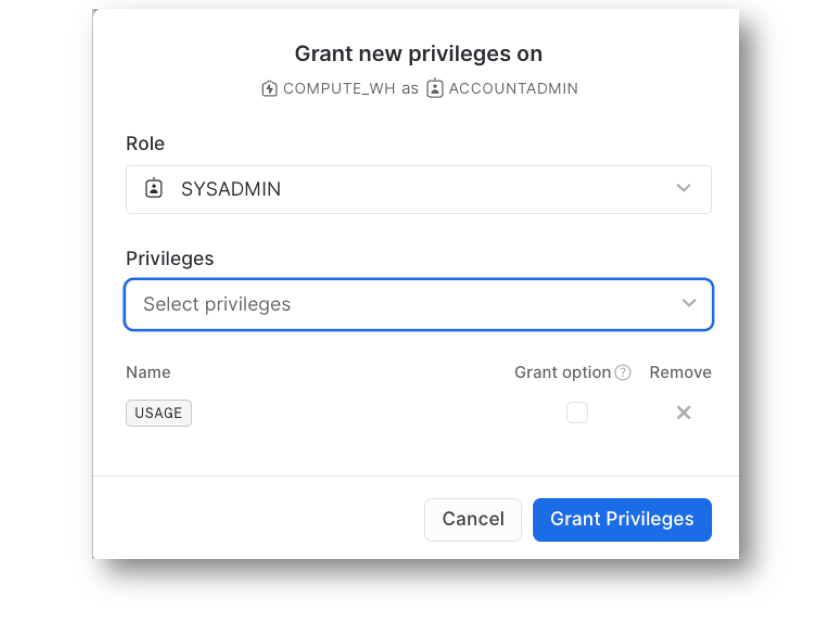 Grant new privileges on
COMPUTE_WH as ACCOUNTADMIN
Role
SYSADMIN
Privileges
Select privileges
Name Grant option ? Remove
USAGE
Cancel Grant Privileges